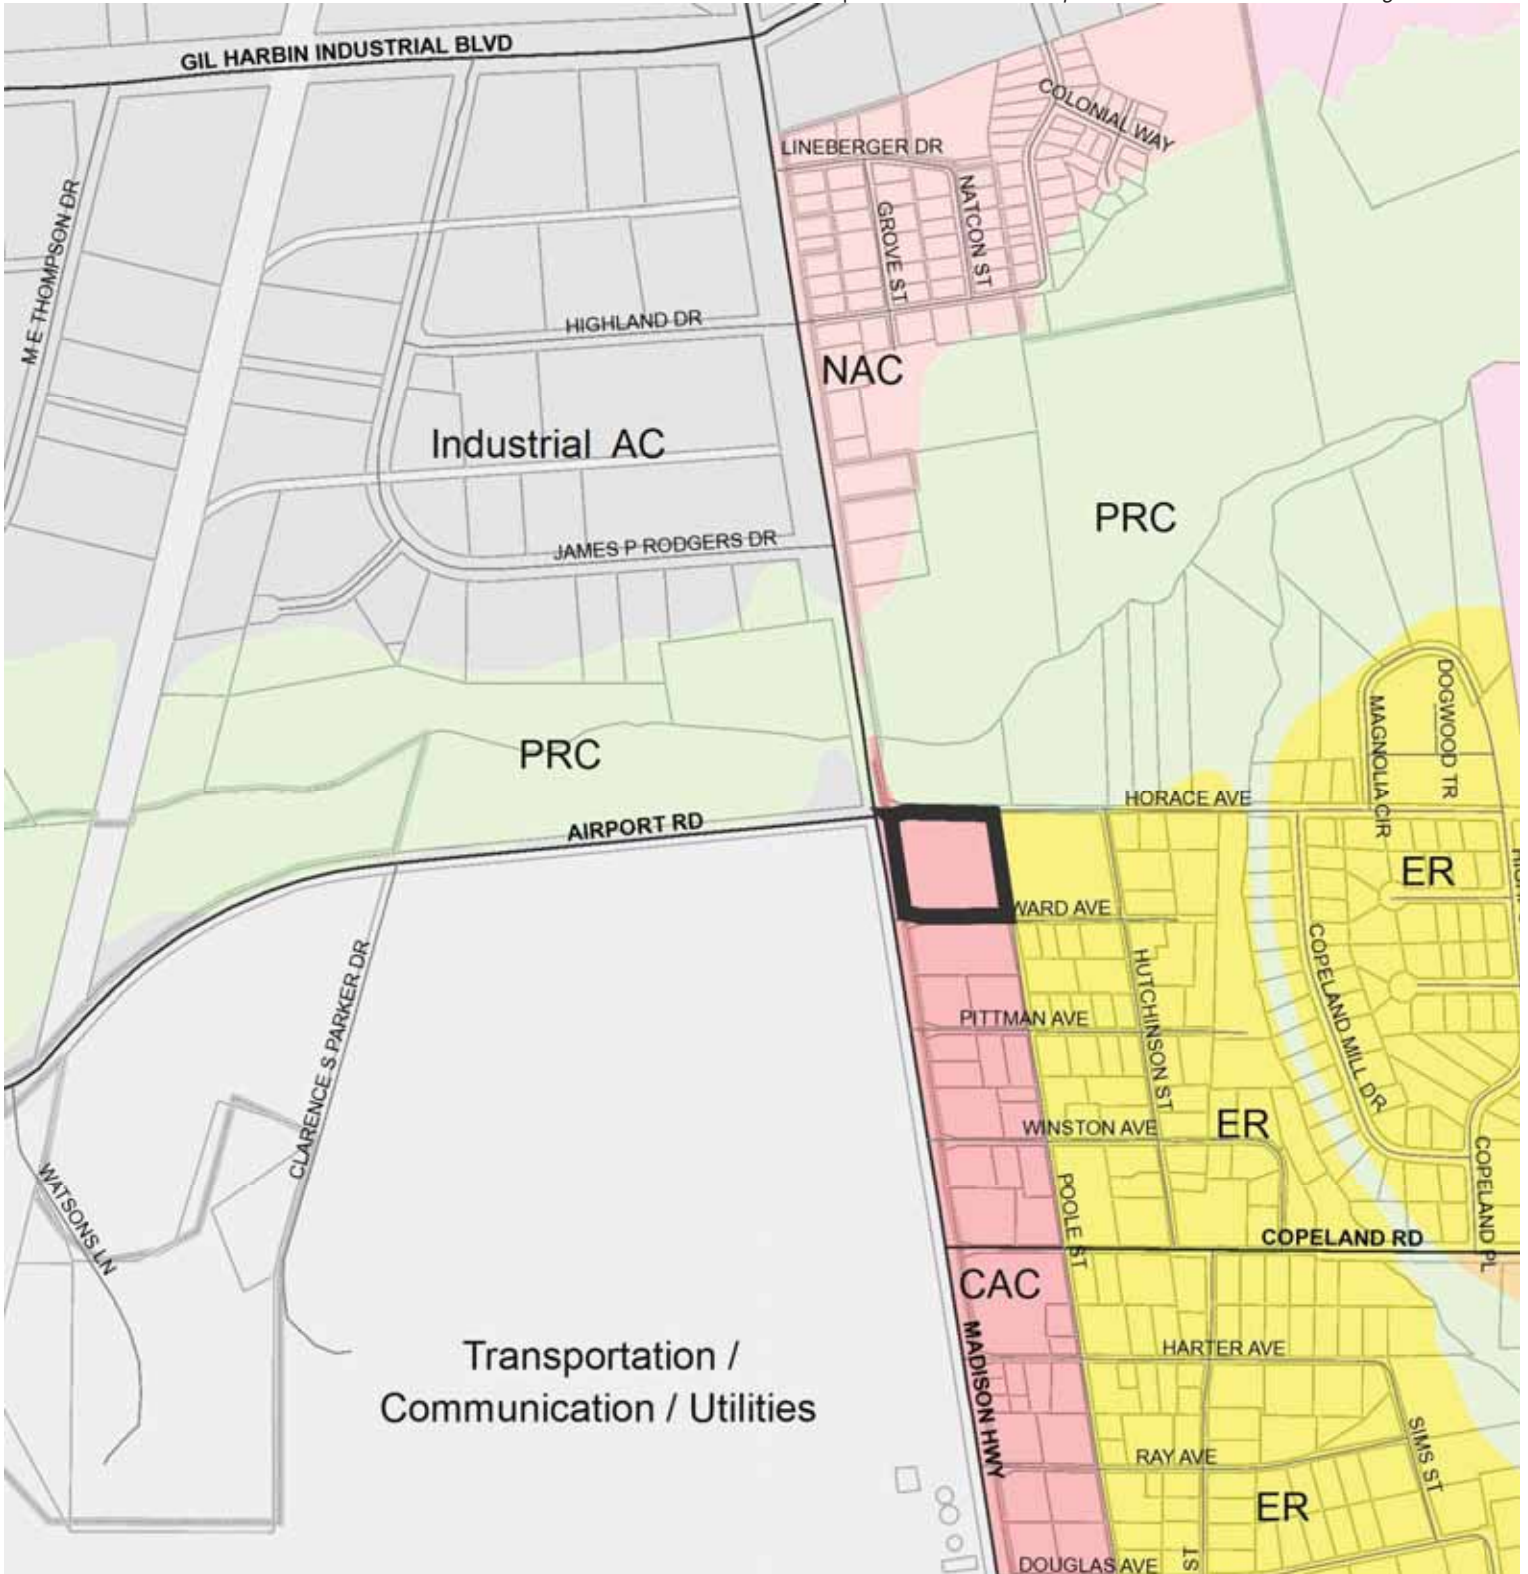 GIL HARBIN INDUSTRIAL BLVD
COLONIAL WAY
LINEBERGER DR
M E THOMPSON DR
NATCON ST
GROVE ST
HIGHLAND DR
NAC
Industrial AC
PRC
JAMES P RODGERS DR
DOGWOOD TR
MAGNOLIA CIR
PRC
HORACE AVE
AIRPORT RD
ER
WARD AVE
COPELAND MILL DR
HUTCHINSON ST
CLARENCE S PARKER DR
PITTMAN AVE
WINSTON AVE
ER
WATSONS LN
POOLE ST
COPELAND PL
COPELAND RD
CAC
MADISON HWY
HARTER AVE
Transportation /
Communication / Utilities
SIMS ST
RAY AVE
ER
DOUGLAS AVE
ST